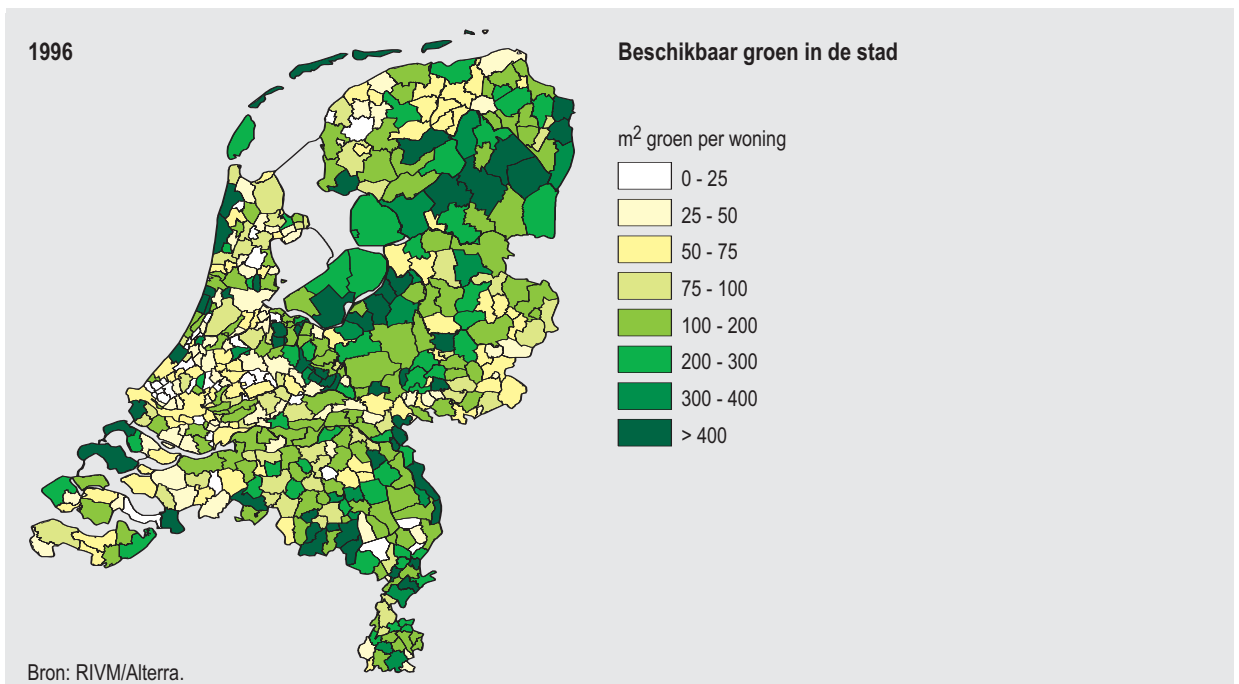 1996
Beschikbaar groen in de stad
m2 groen per woning
0 - 25
25 - 50
50 - 75
75 - 100
100 - 200
200 - 300
300 - 400
> 400
Bron: RIVM/Alterra.